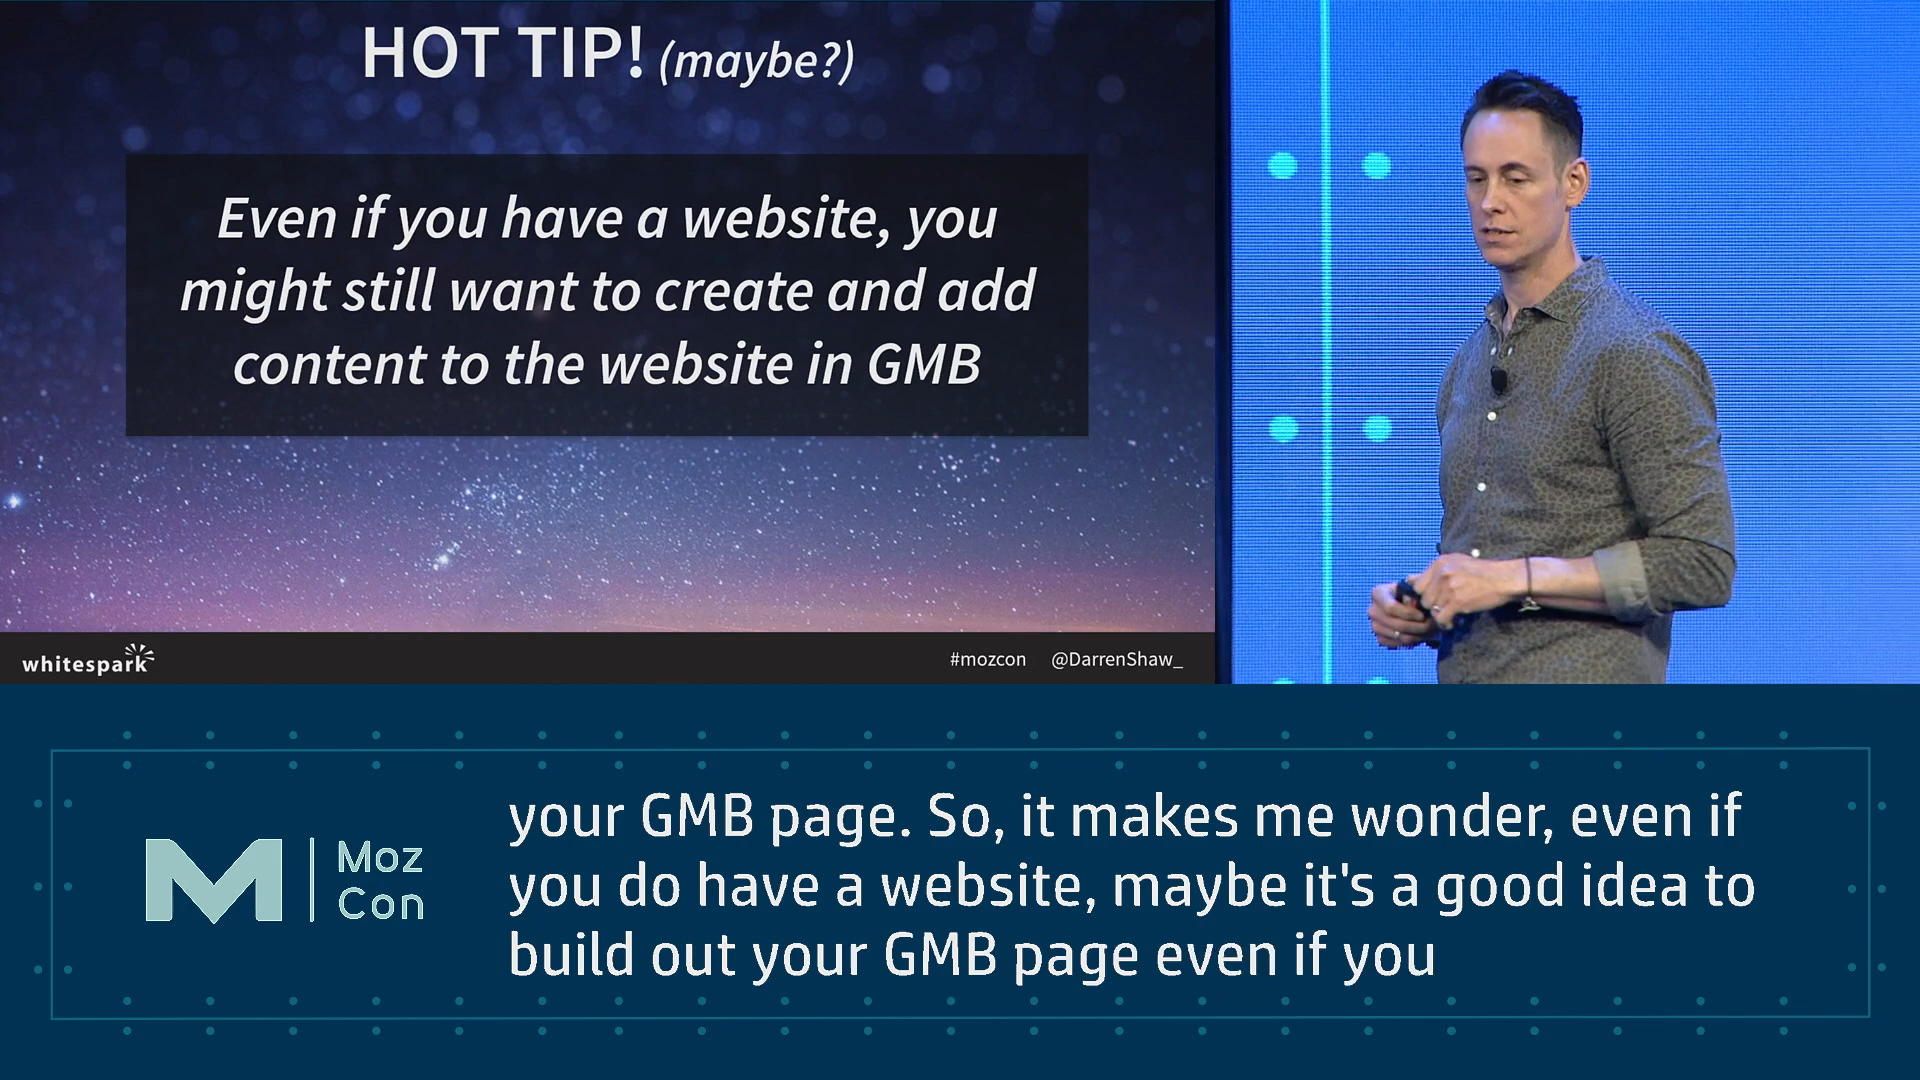 HOT TIP! (maybe?)
Even if you have a website, you
might still want to create and add
content to the website in GMB
whitespark
#mozcon @DarrenShaw_
Moz
Con
your GMB page. So, it makes me wonder, even if
you do have a website, maybe it's a good idea to
build out your GMB page even if you